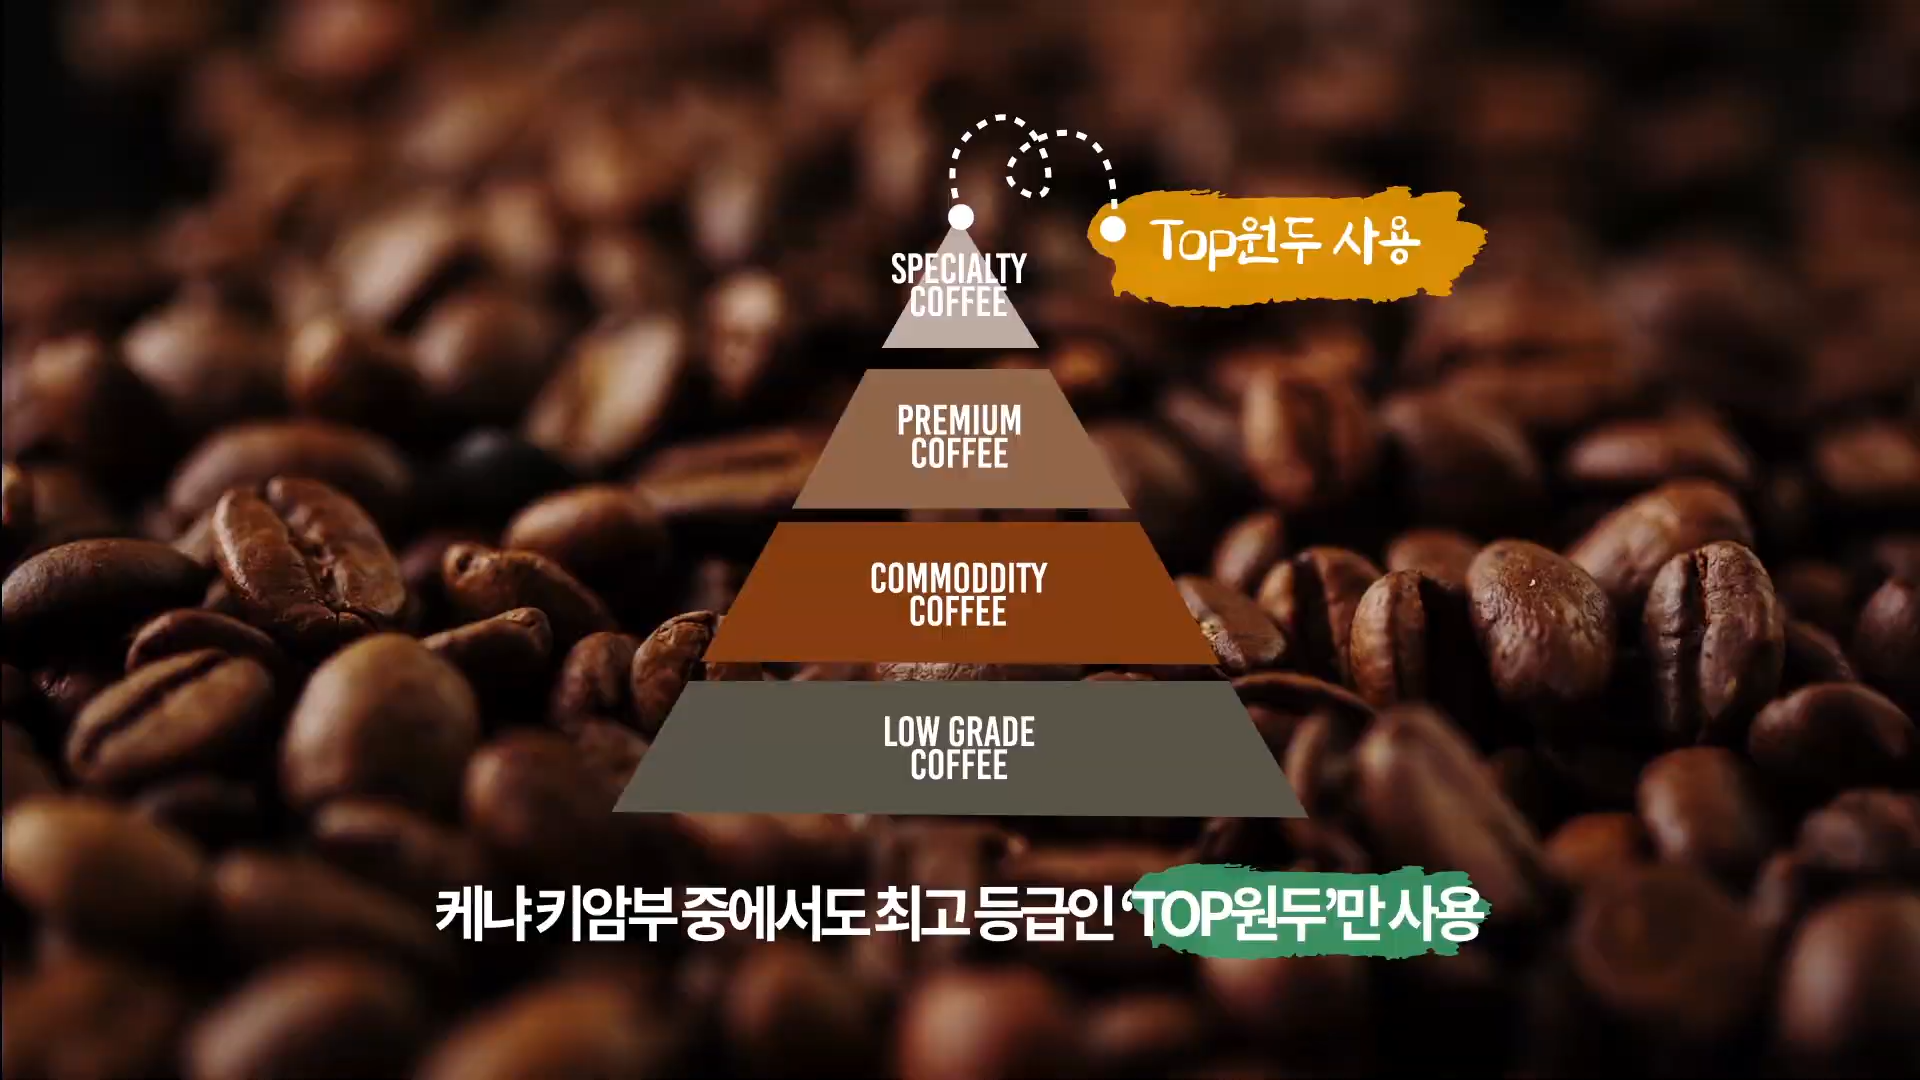 SPECIALTY
COFFEE
Top원두 사용
PREMIUM
COFFEE
COMMODDITY
COFFEE
LOW GRADE
COFFEE
케냐 키암부 중에서도 최고 등급인 ‘TOP원두’만 사용